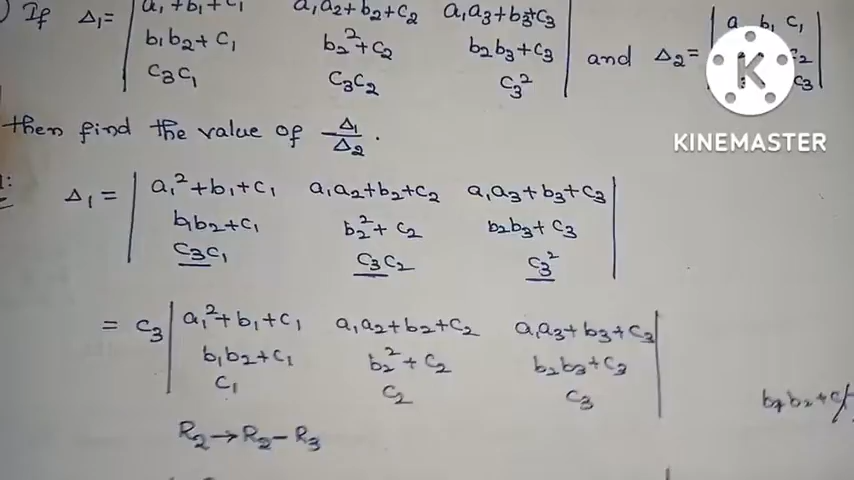 ) If Δ₁= | a₁²+b₁+c₁ a₁a₂+b₂+c₂ a₁a₃+b₃+c₃ |
| b₁b₂+c₁ b₂²+c₂ b₂b₃+c₃ | and Δ₂= | a₁ b₁ c₁ |
| c₃c₁ c₃c₂ c₃² |
c₂
c₃
K
KINEMASTER
then find the value of Δ₁/Δ₂ .
Δ₁ = | a₁²+b₁+c₁ a₁a₂+b₂+c₂ a₁a₃+b₃+c₃ |
| b₁b₂+c₁ b₂²+c₂ b₂b₃+c₃ |
| c₃c₁ c₃c₂ c₃² |
= c₃ | a₁²+b₁+c₁ a₁a₂+b₂+c₂ a₁a₃+b₃+c₃ |
| b₁b₂+c₁ b₂²+c₂ b₂b₃+c₃ |
| c₁ c₂ c₃ |
R₂→R₂-R₃